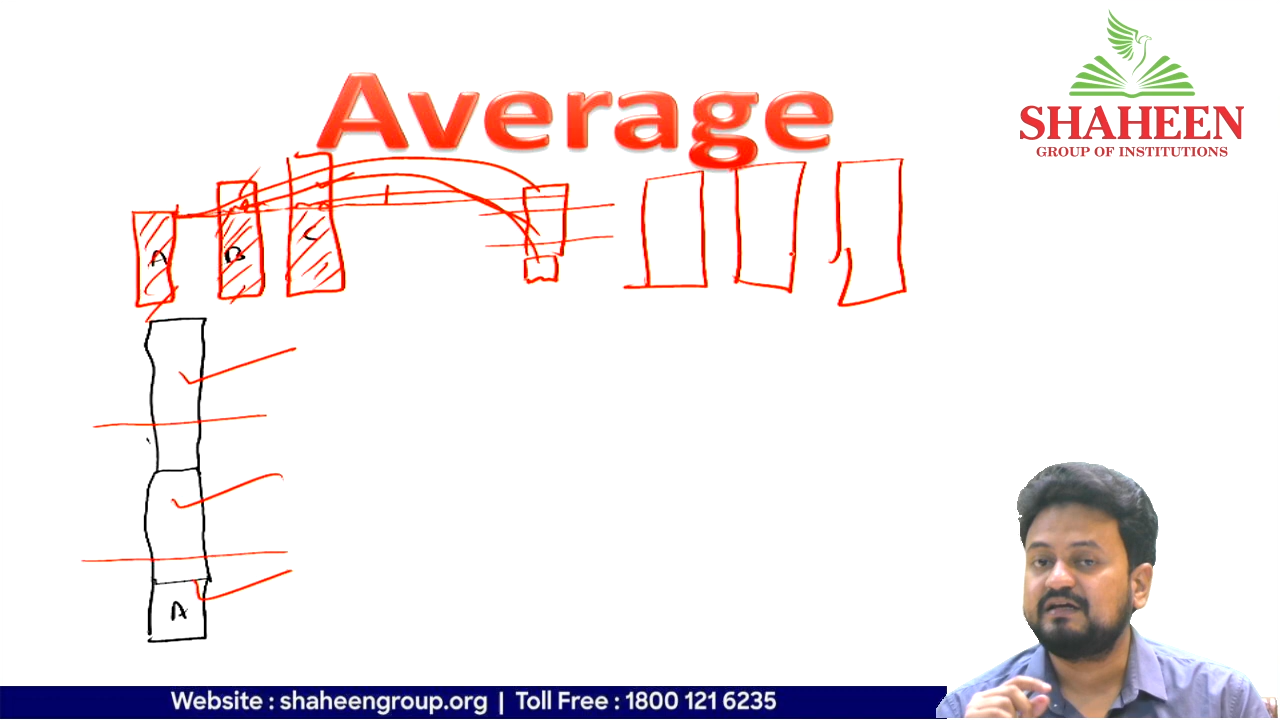 Average
SHAHEEN
GROUP OF INSTITUTIONS
A
B
C
A
Website : shaheengroup.org | Toll Free : 1800 121 6235